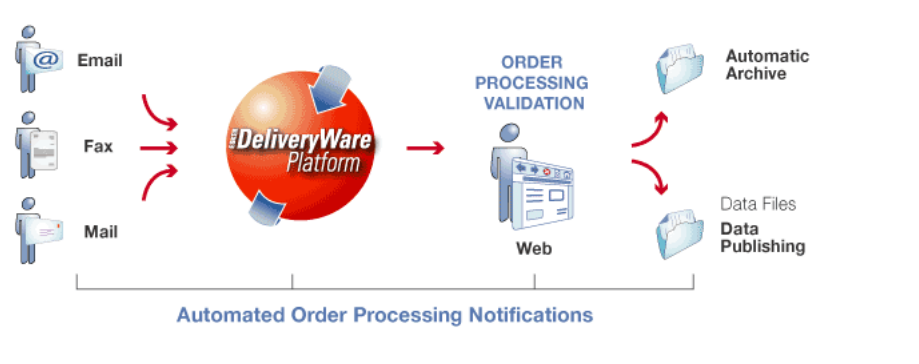 Email
Fax
Mail
DeliveryWare
Platform
ORDER
PROCESSING
VALIDATION
Web
Automatic
Archive
Data Files
Data
Publishing
Automated Order Processing Notifications